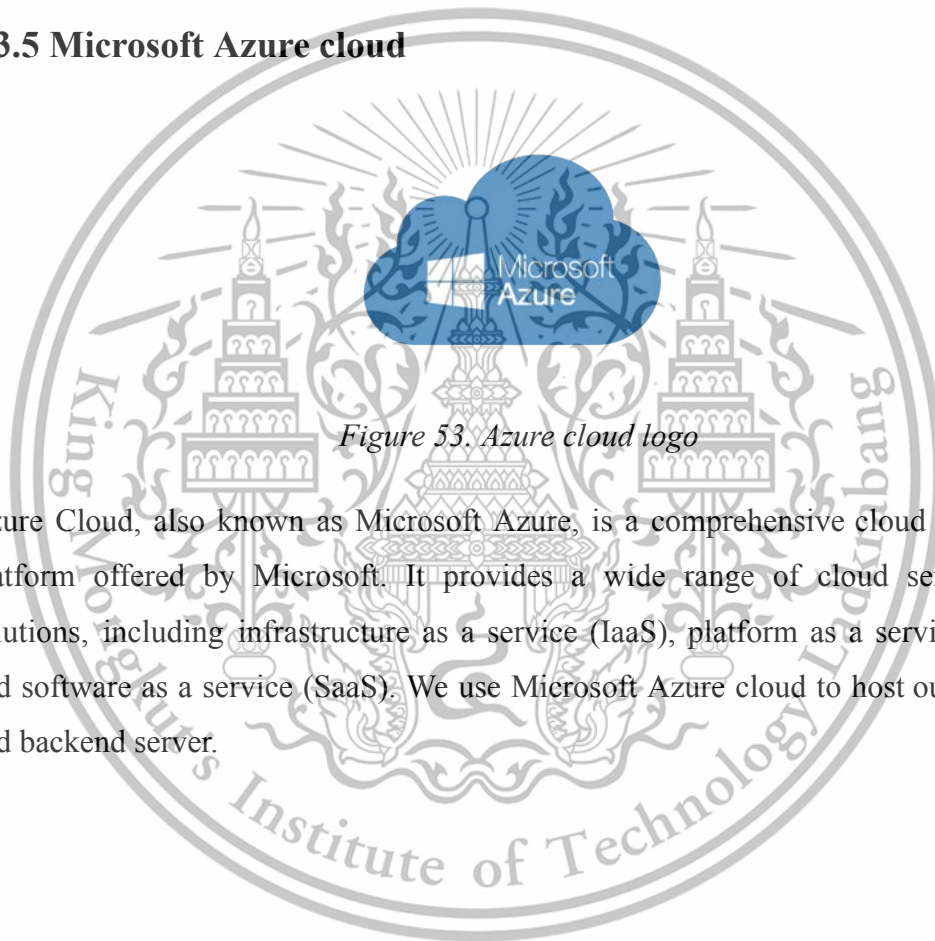 3.5 Microsoft Azure cloud
Microsoft
Azure
Figure 53. Azure cloud logo
zure Cloud, also known as Microsoft Azure, is a comprehensive cloud
atform offered by Microsoft. It provides a wide range of cloud ser
lutions, including infrastructure as a service (IaaS), platform as a servi
d software as a service (SaaS). We use Microsoft Azure cloud to host ou
d backend server.
King Mongkut's Institute of Technology Ladkrabang